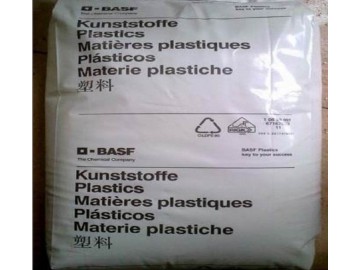 BASF
Kunststoffe
Plastics
Matières plastiques
Plásticos
Materie plastiche
塑料
BASF
The Chemical Company
BASF Plastics
key to your success
Kunststoffe
Plastics
Matières plastiques
Plásticos
Materie plastiche
塑料